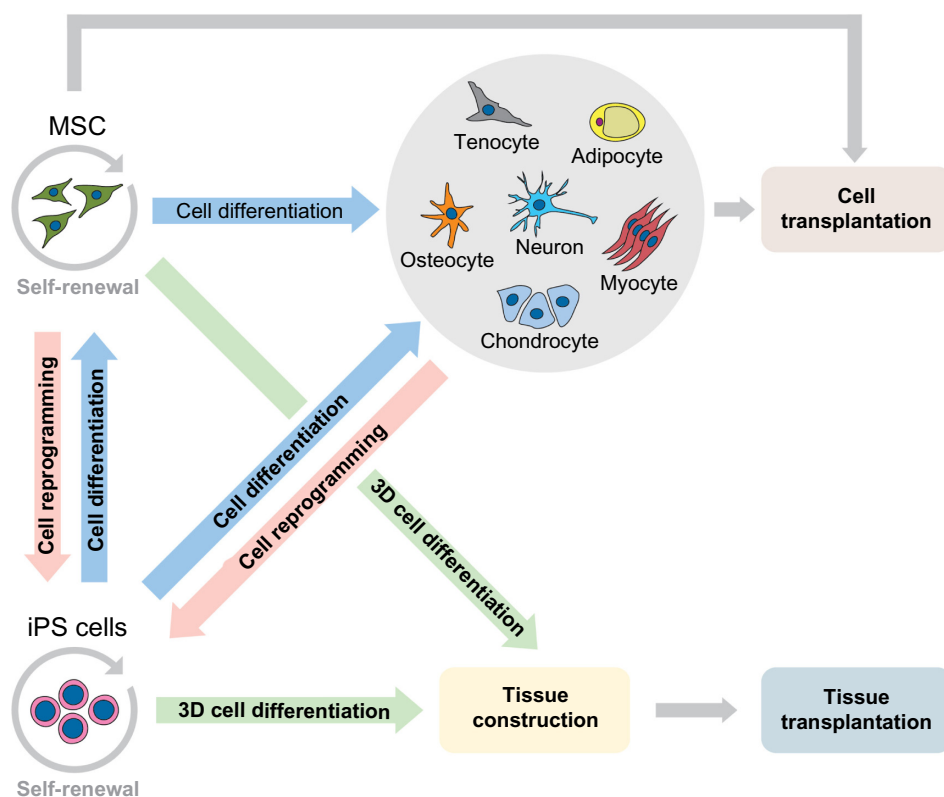 MSC
Self-renewal
Cell differentiation
Tenocyte
Adipocyte
Osteocyte
Neuron
Myocyte
Chondrocyte
Cell
transplantation
Cell reprogramming
Cell differentiation
Cell differentiation
Cell reprogramming
3D cell differentiation
iPS cells
Self-renewal
3D cell differentiation
Tissue
construction
Tissue
transplantation